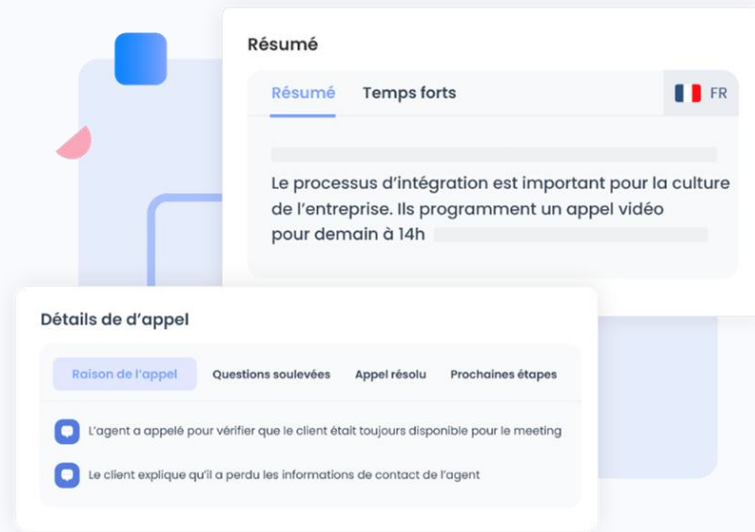 Résumé
Résumé Temps forts FR
Le processus d’intégration est important pour la culture
de l’entreprise. Ils programment un appel vidéo
pour demain à 14h
Détails de d’appel
Raison de l’appel Questions soulevées Appel résolu Prochaines étapes
L’agent a appelé pour vérifier que le client était toujours disponible pour le meeting
Le client explique qu’il a perdu les informations de contact de l’agent